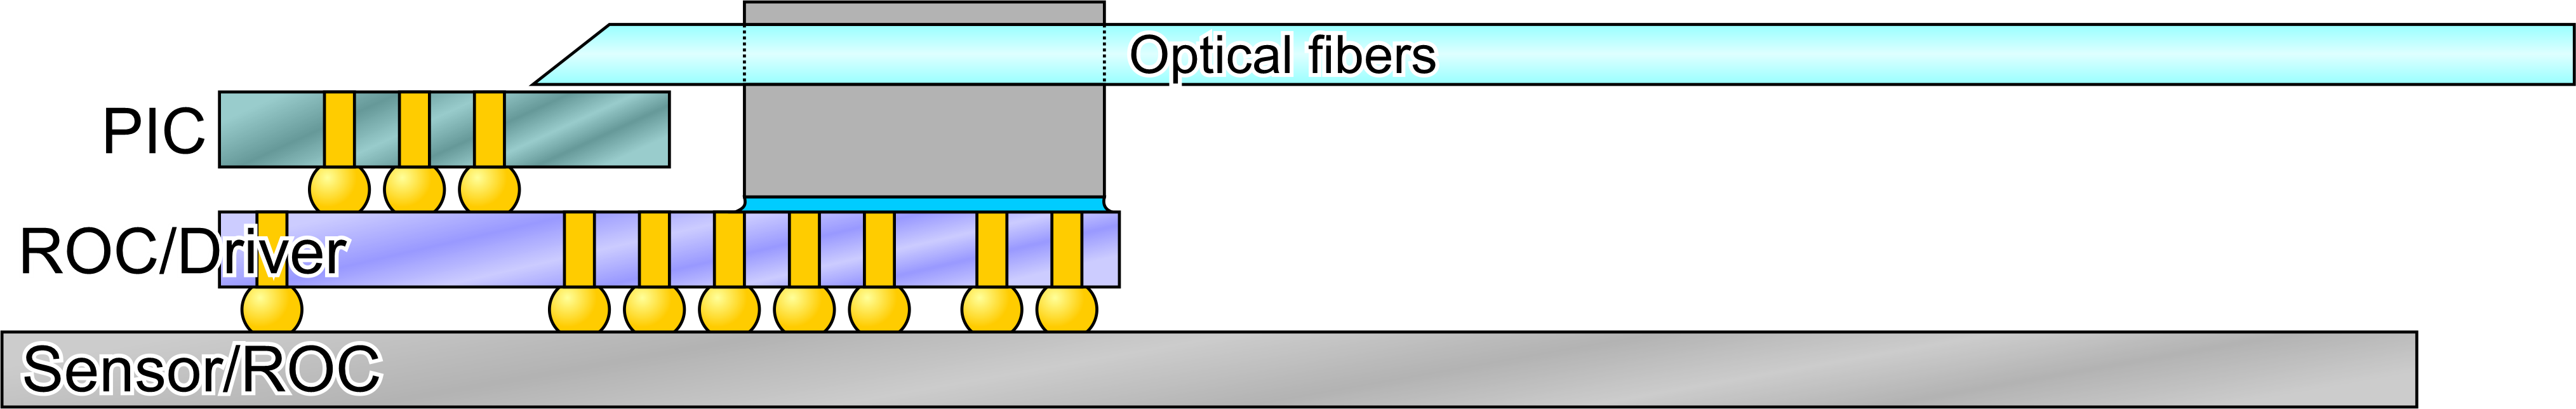 Optical fibers
PIC
ROC/Driver
Sensor/ROC